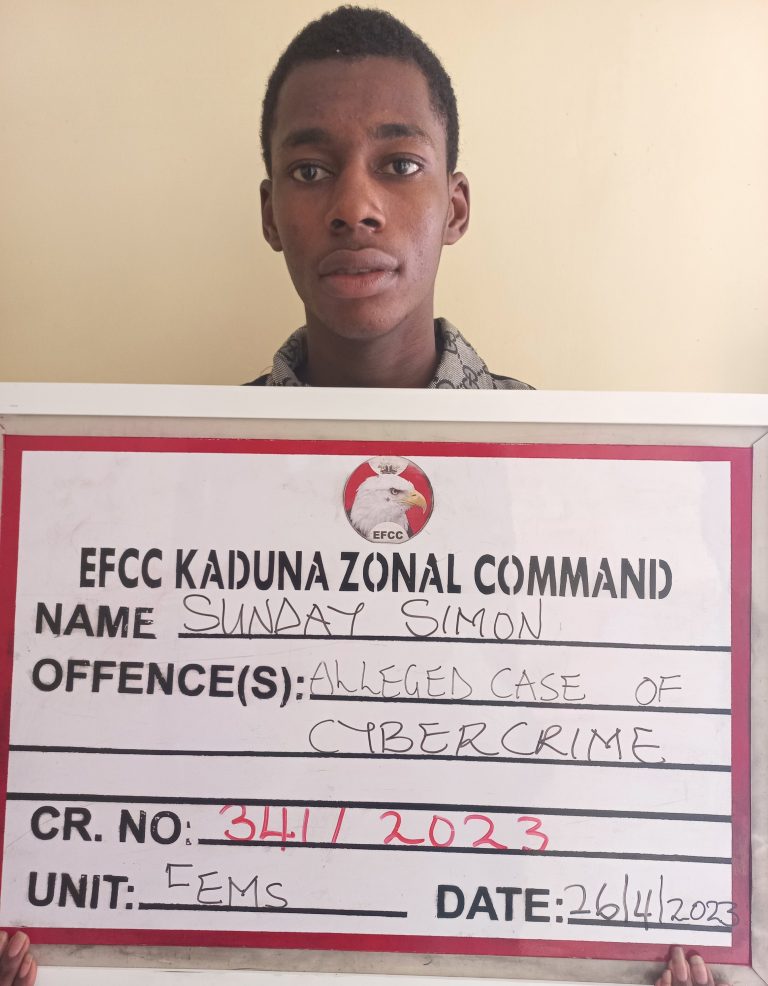 EFCC
EFCC KADUNA ZONAL COMMAND
NAME SUNDAY SIMON
OFFENCE(S): ALLEGED CASE OF
CYBERCRIME
CR. NO: 341/2023
UNIT: EMS DATE: 26/4/2023